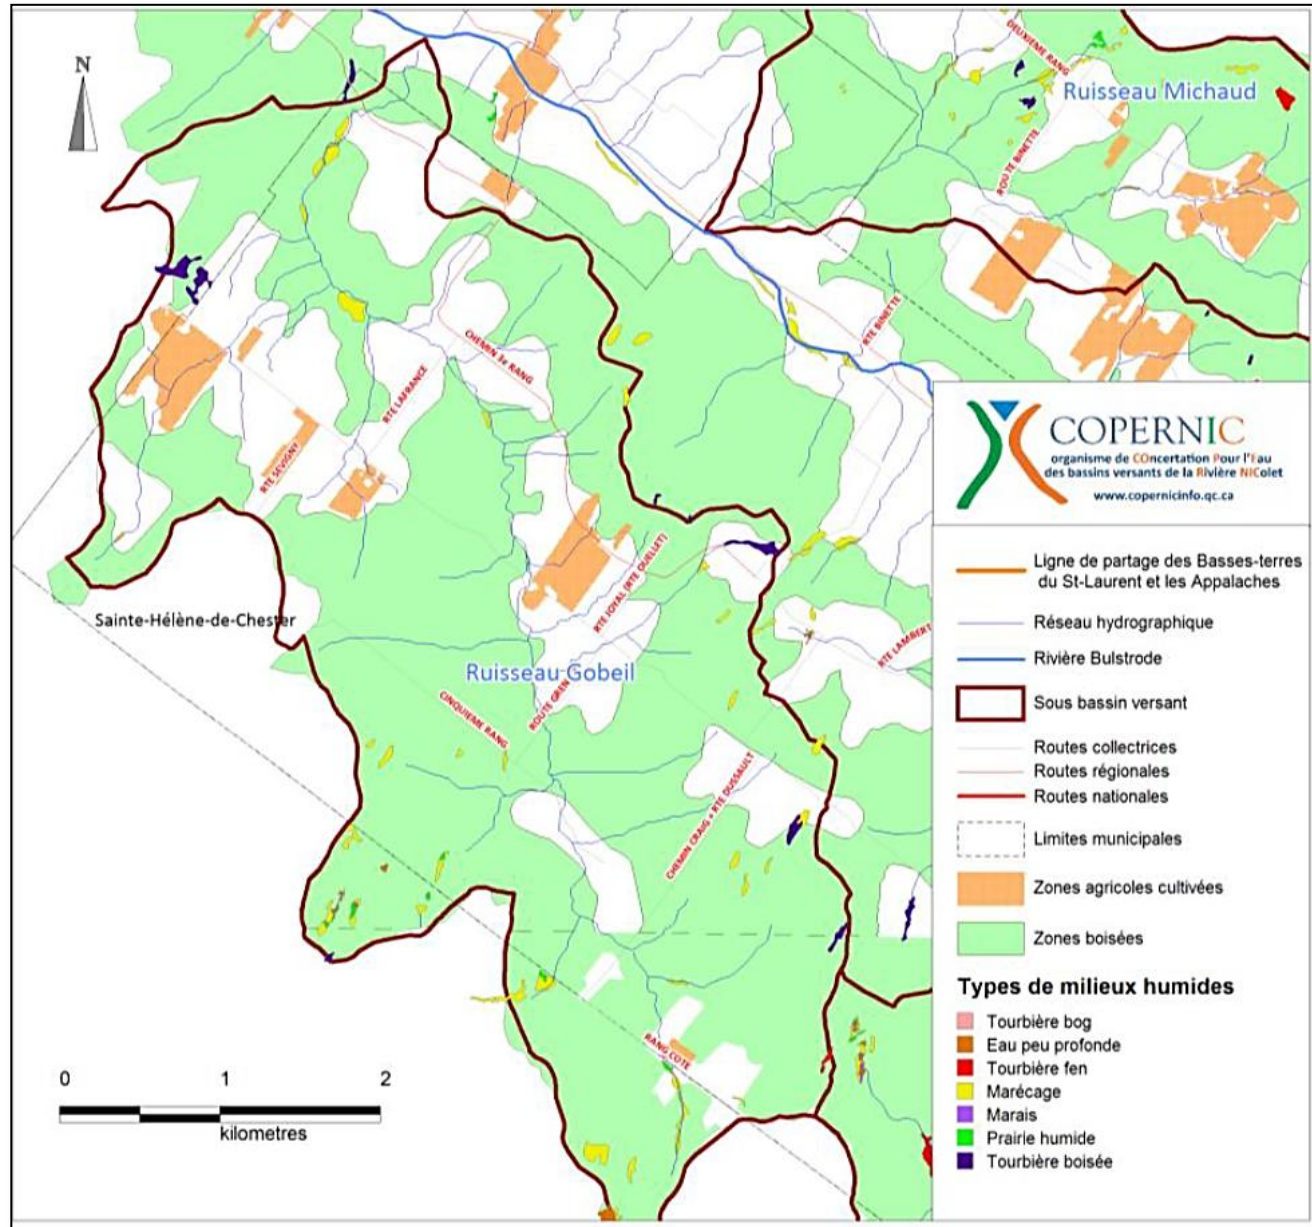 N
DEUXIEME RANG
Ruisseau Michaud
ROUTE BINETTE
RTE BINETTE
CHEMIN 3e RANG
RTE LAFRANCE
RTE SEVIGNY
RTE JOYAL (RTE OUELLET)
Sainte-Hélène-de-Chester
RTE LAMBERT
Ruisseau Gobeil
ROUTE GREN
CINQUIEME RANG
CHEMIN CRAIG + RTE DUSSAULT
RANG COTE
0 1 2
kilometres
COPERNIC
organisme de COncertation Pour l'Eau
des bassins versants de la Rivière NIColet
www.copernicinfo.qc.ca
Ligne de partage des Basses-terres
du St-Laurent et les Appalaches
Réseau hydrographique
Rivière Bulstrode
Sous bassin versant
Routes collectrices
Routes régionales
Routes nationales
Limites municipales
Zones agricoles cultivées
Zones boisées
Types de milieux humides
Tourbière bog
Eau peu profonde
Tourbière fen
Marécage
Marais
Prairie humide
Tourbière boisée